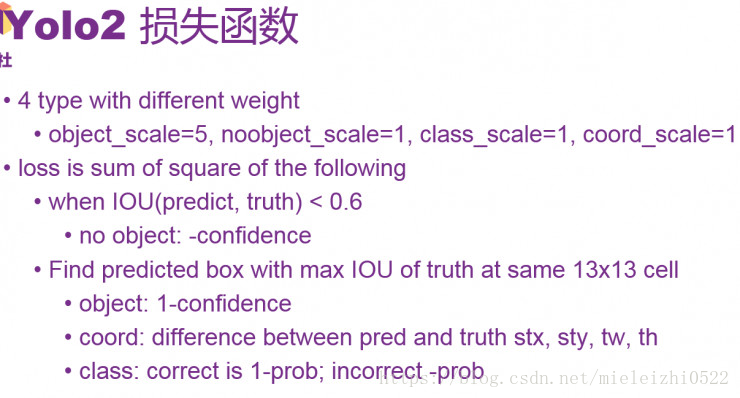 Yolo2 损失函数
社
• 4 type with different weight
• object_scale=5, noobject_scale=1, class_scale=1, coord_scale=1
• loss is sum of square of the following
• when IOU(predict, truth) < 0.6
• no object: -confidence
• Find predicted box with max IOU of truth at same 13x13 cell
• object: 1-confidence
• coord: difference between pred and truth stx, sty, tw, th
• class: correct is 1-prob; incorrect -prob
https://blog.csdn.net/mieleizhi0522